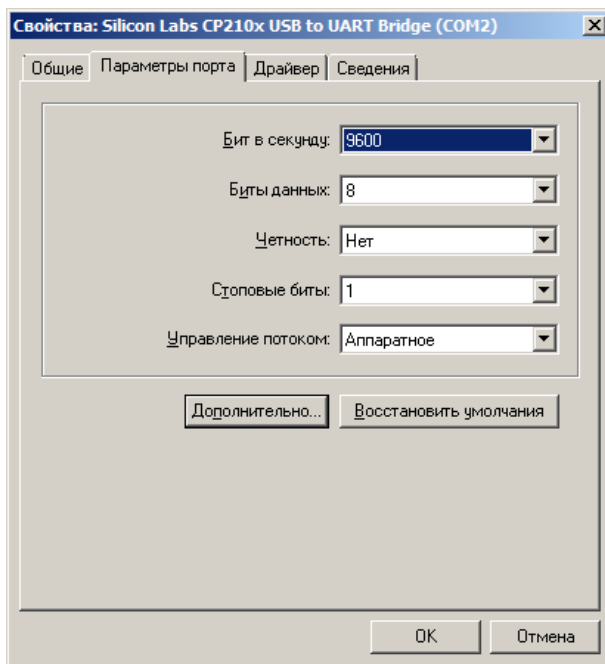 Свойства: Silicon Labs CP210x USB to UART Bridge (COM2)
Общие Параметры порта Драйвер Сведения
Бит в секунду: 9600
Биты данных: 8
Четность: Нет
Стоповые биты: 1
Управление потоком: Аппаратное
Дополнительно... Восстановить умолчания
OK Отмена